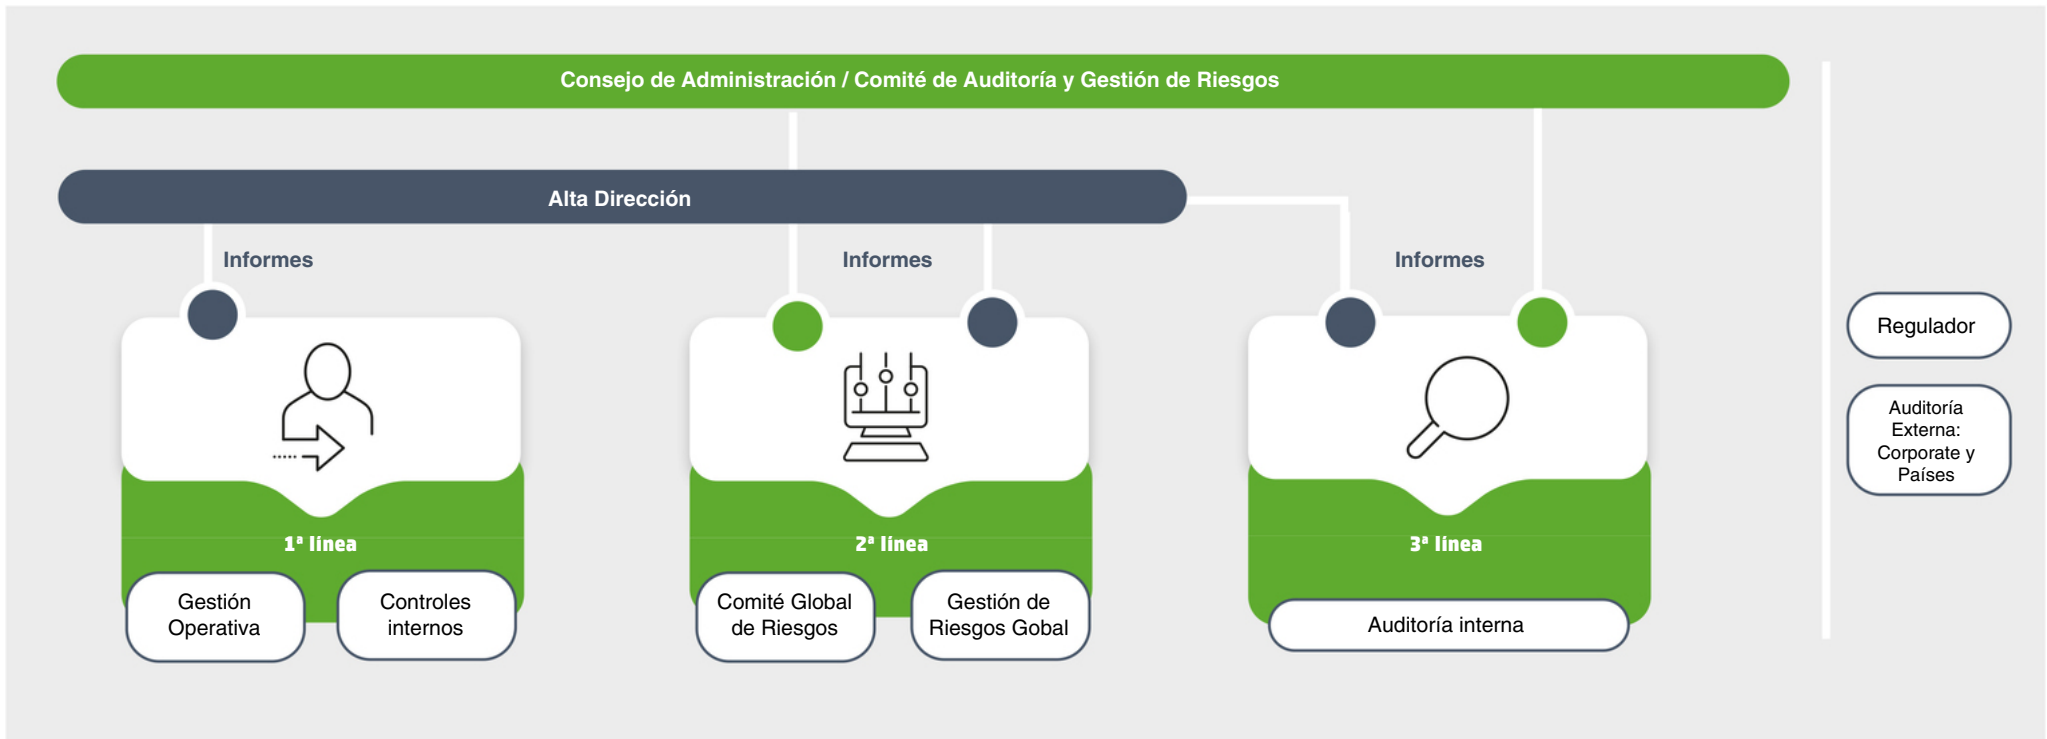 Consejo de Administración / Comité de Auditoría y Gestión de Riesgos
Alta Dirección
Informes
Informes
Informes
1ª línea
Gestión
Operativa
Controles
internos
2ª línea
Comité Global
de Riesgos
Gestión de
Riesgos Gobal
3ª línea
Auditoría interna
Regulador
Auditoría
Externa:
Corporate y
Países